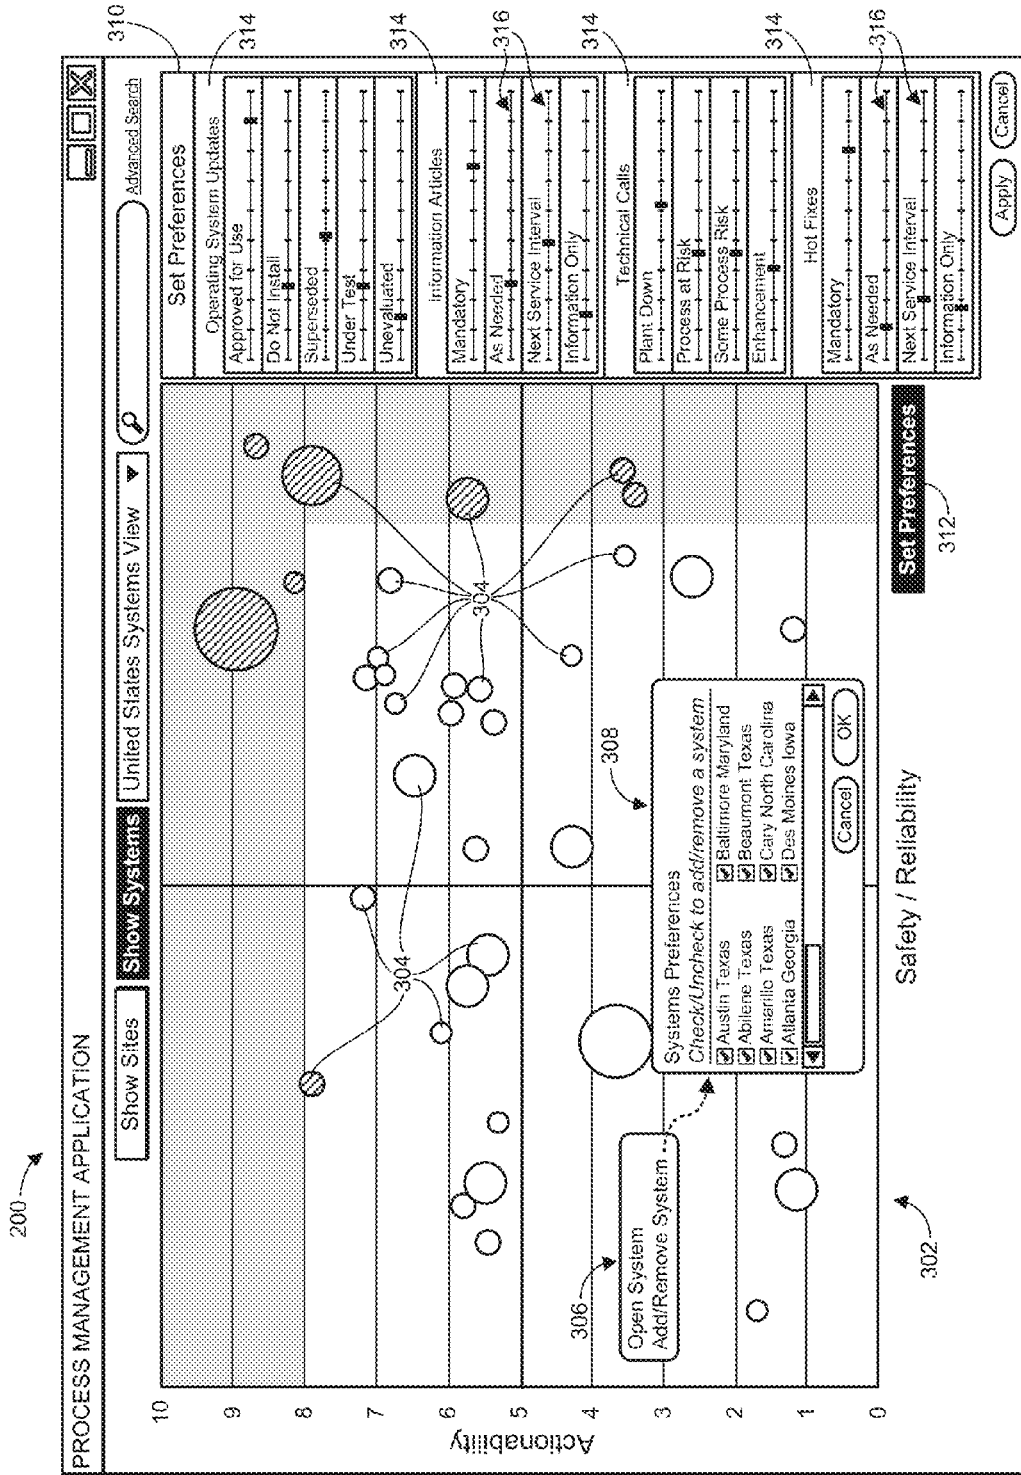 200
PROCESS MANAGEMENT APPLICATION
Show Sites
Show Systems
United States Systems View
Advanced Search
310
Actionability
10
9
8
7
6
5
4
3
2
1
0
304
304
306
Open System
Add/Remove System
308
Systems Preferences
Check/Uncheck to add/remove a system
Austin Texas
Baltimore Maryland
Abilene Texas
Beaumont Texas
Amarillo Texas
Cary North Carolina
Atlanta Georgia
Des Moines Iowa
Cancel
OK
302
Safety / Reliability
Set Preferences
312
Set Preferences
Operating System Updates
314
Approved for Use
Do Not Install
Superseded
Under Test
Unevaluated
Information Articles
314
Mandatory
As Needed
316
Next Service Interval
Information Only
Technical Calls
314
Plant Down
Process at Risk
Some Process Risk
Enhancement
Hot Fixes
314
Mandatory
As Needed
316
Next Service Interval
Information Only
Apply
Cancel